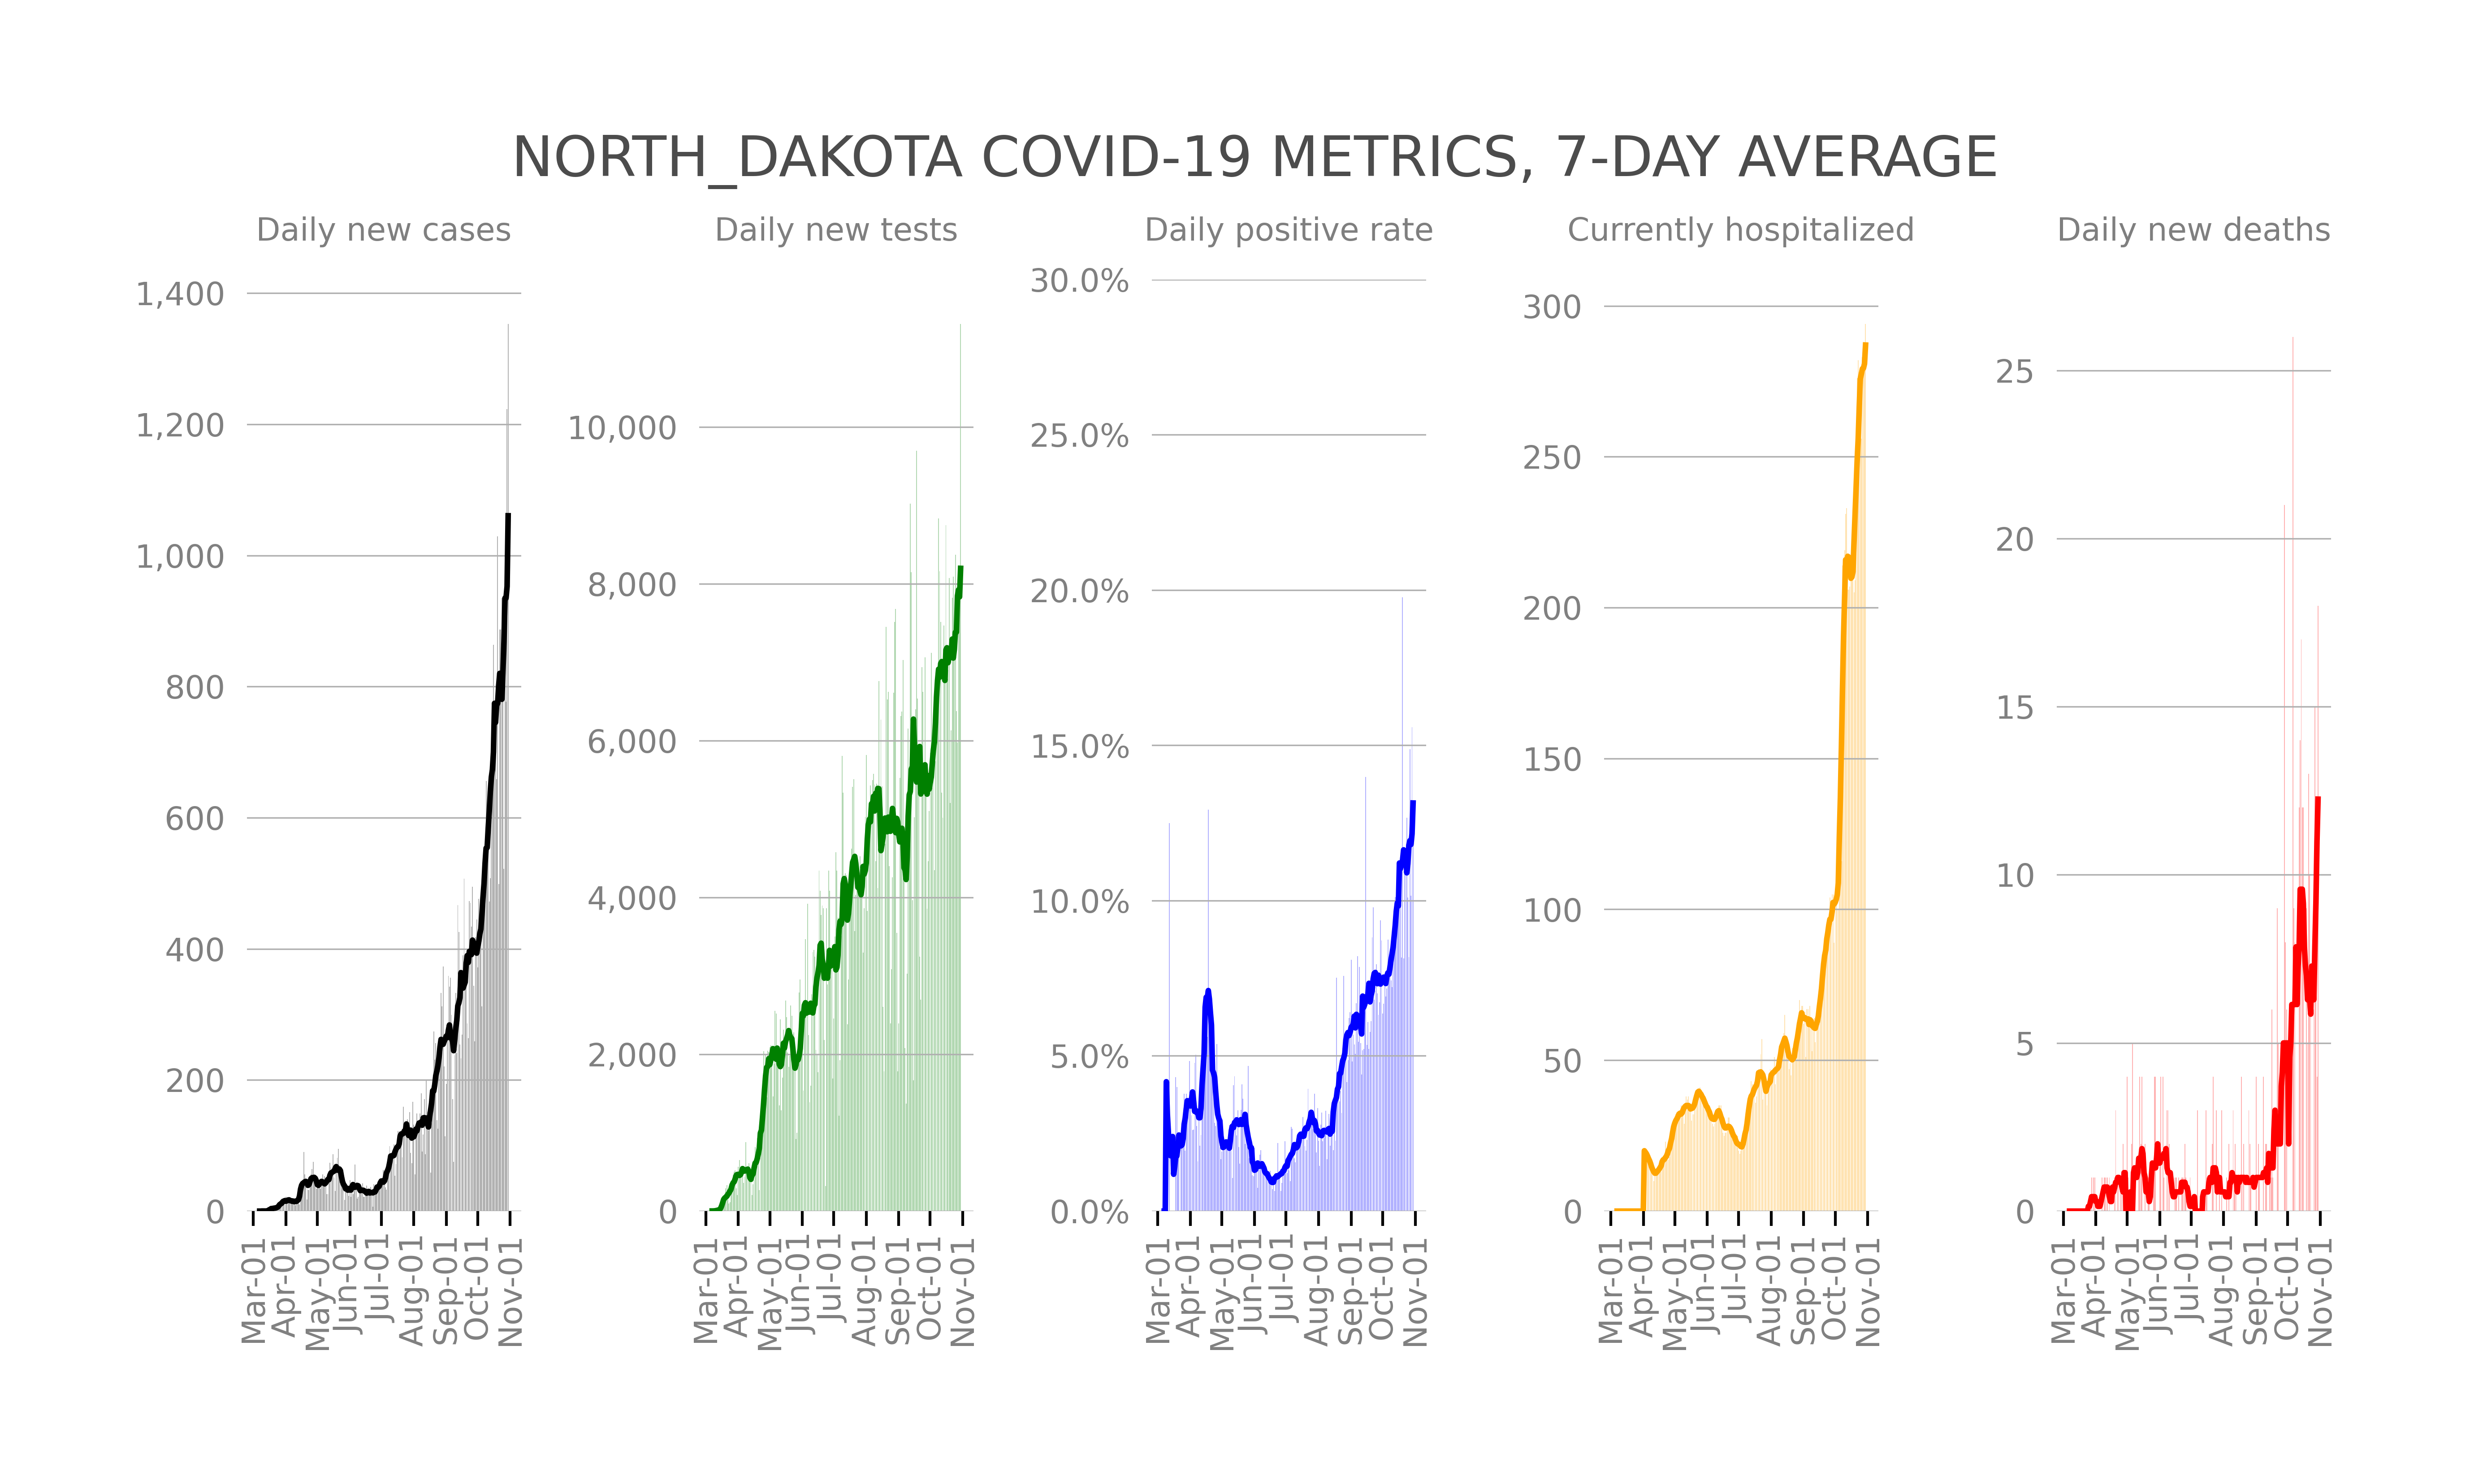 NORTH_DAKOTA COVID-19 METRICS, 7-DAY AVERAGE
Daily new cases
1,400
1,200
1,000
800
600
400
200
0
Mar-01
Apr-01
May-01
Jun-01
Jul-01
Aug-01
Sep-01
Oct-01
Nov-01
Daily new tests
10,000
8,000
6,000
4,000
2,000
0
Mar-01
Apr-01
May-01
Jun-01
Jul-01
Aug-01
Sep-01
Oct-01
Nov-01
Daily positive rate
30.0%
25.0%
20.0%
15.0%
10.0%
5.0%
0.0%
Mar-01
Apr-01
May-01
Jun-01
Jul-01
Aug-01
Sep-01
Oct-01
Nov-01
Currently hospitalized
300
250
200
150
100
50
0
Mar-01
Apr-01
May-01
Jun-01
Jul-01
Aug-01
Sep-01
Oct-01
Nov-01
Daily new deaths
25
20
15
10
5
0
Mar-01
Apr-01
May-01
Jun-01
Jul-01
Aug-01
Sep-01
Oct-01
Nov-01